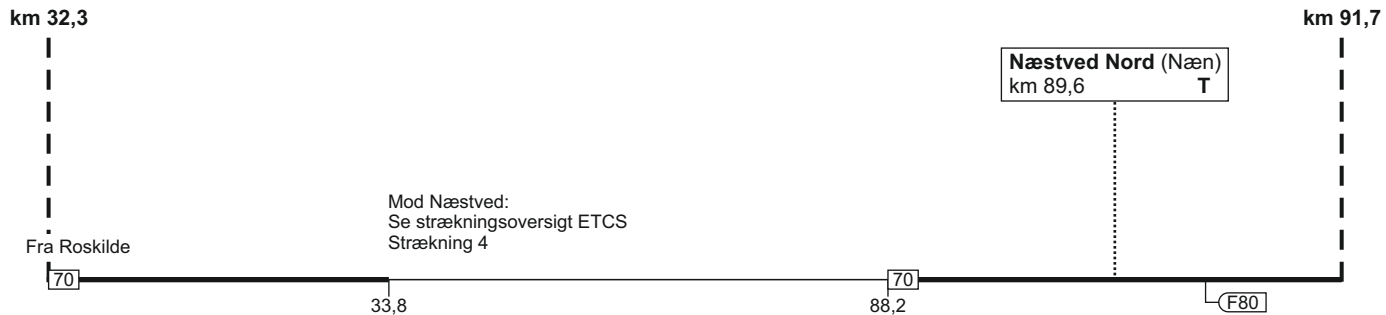 km 32,3
km 91,7
Næstved Nord (Næn)
km 89,6 T
Mod Næstved:
Se strækningsoversigt ETCS
Strækning 4
Fra Roskilde
70
70
33,8
88,2
F80